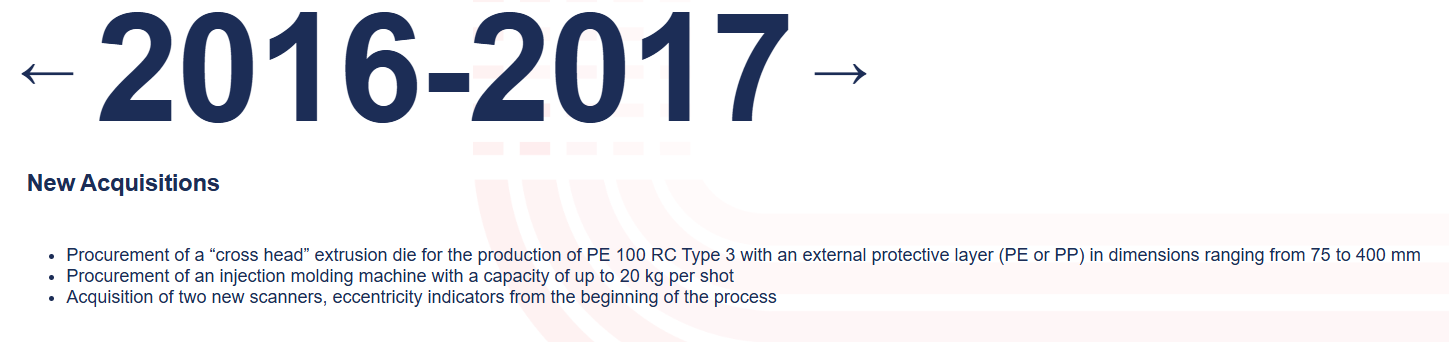 ← 2016-2017 →
New Acquisitions
• Procurement of a “cross head” extrusion die for the production of PE 100 RC Type 3 with an external protective layer (PE or PP) in dimensions ranging from 75 to 400 mm
• Procurement of an injection molding machine with a capacity of up to 20 kg per shot
• Acquisition of two new scanners, eccentricity indicators from the beginning of the process